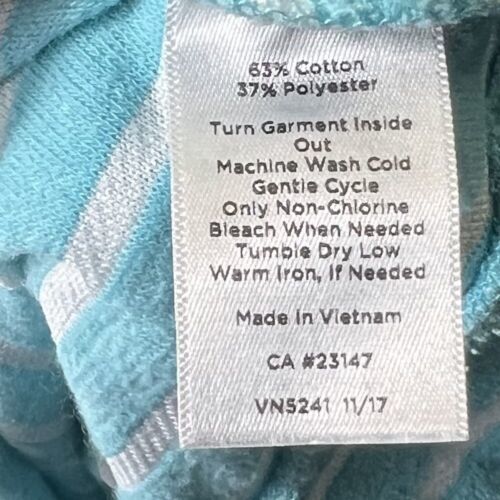 63% Cotton
37% Polyester
Turn Garment Inside
Out
Machine Wash Cold
Gentle Cycle
Only Non-Chlorine
Bleach When Needed
Tumble Dry Low
Warm Iron, If Needed
Made in Vietnam
CA #23147
VN5241 11/17